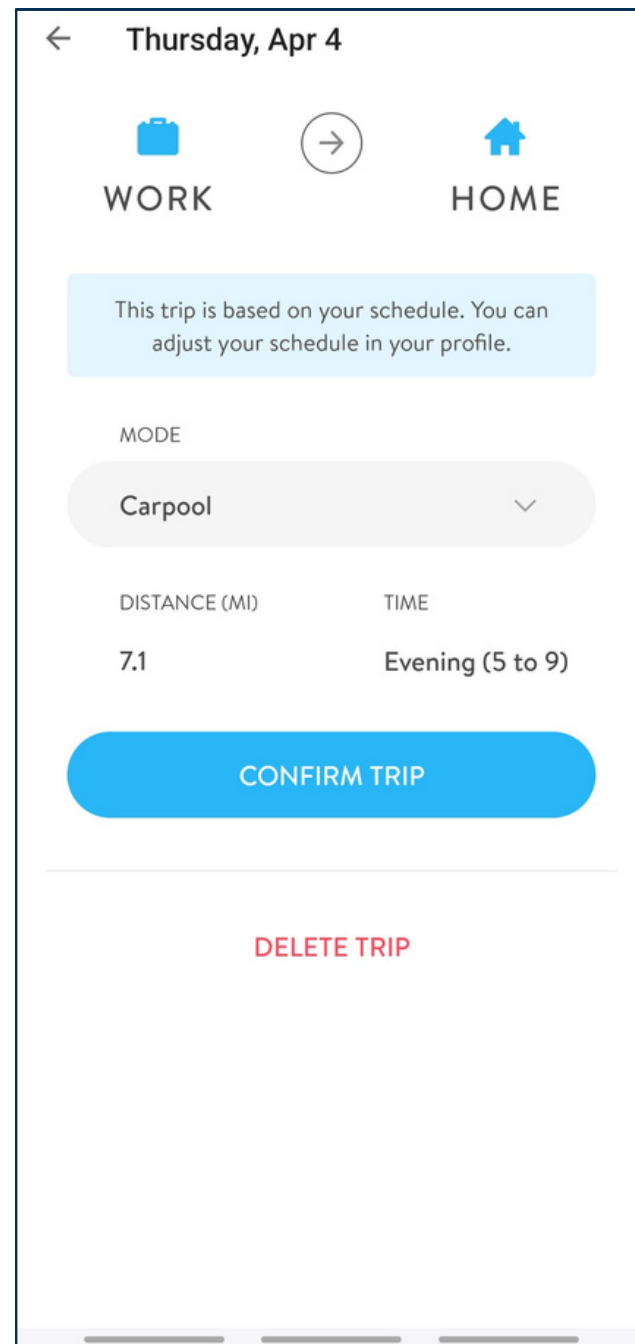 Thursday, Apr 4
WORK
HOME
This trip is based on your schedule. You can
adjust your schedule in your profile.
MODE
Carpool
DISTANCE (MI)
TIME
7.1
Evening (5 to 9)
CONFIRM TRIP
DELETE TRIP